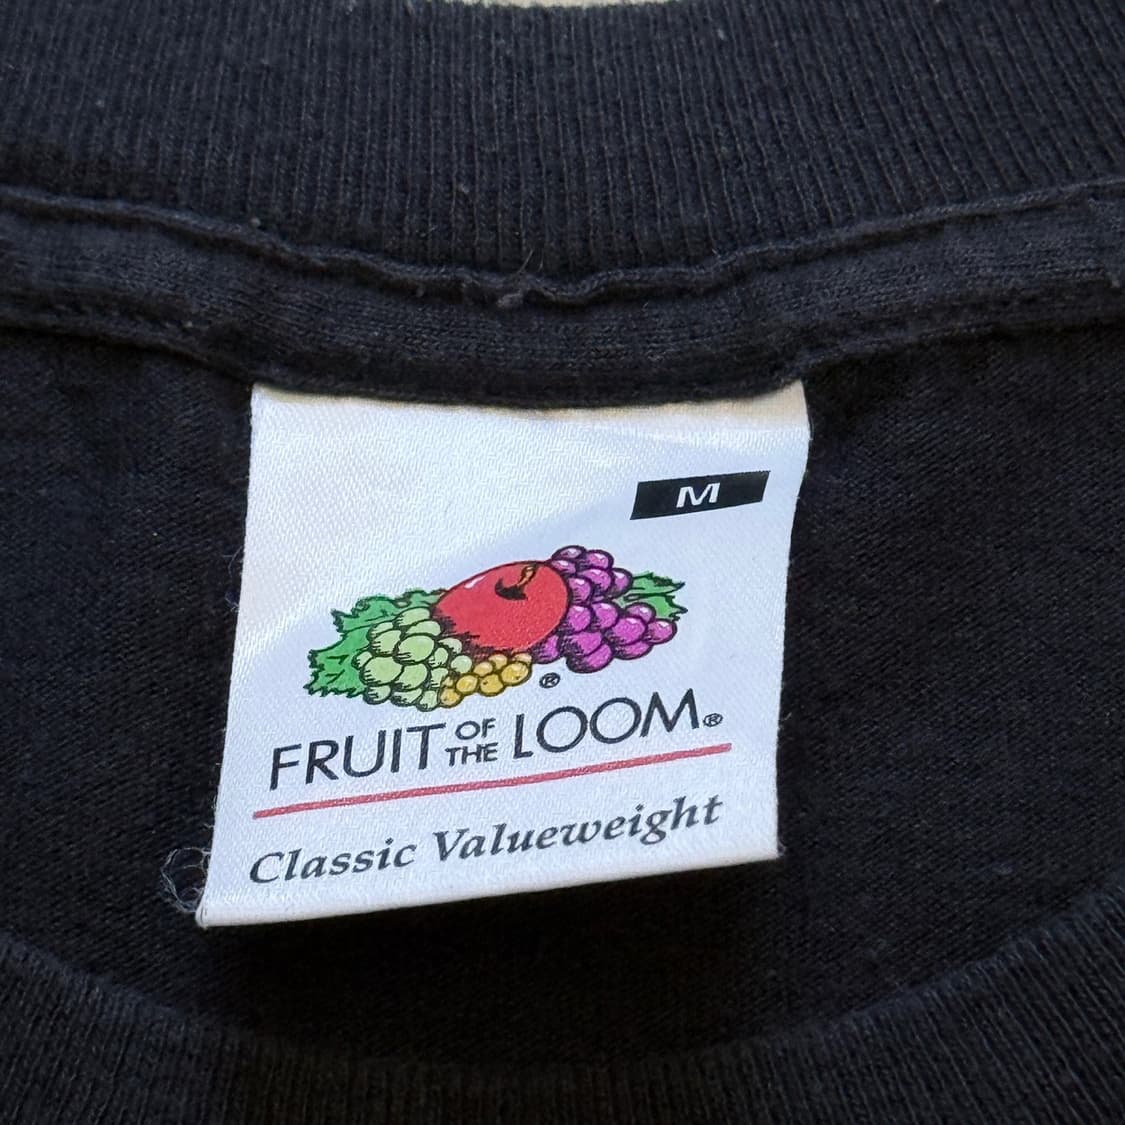 M
®
FRUIT OF THE LOOM®
Classic Valueweight